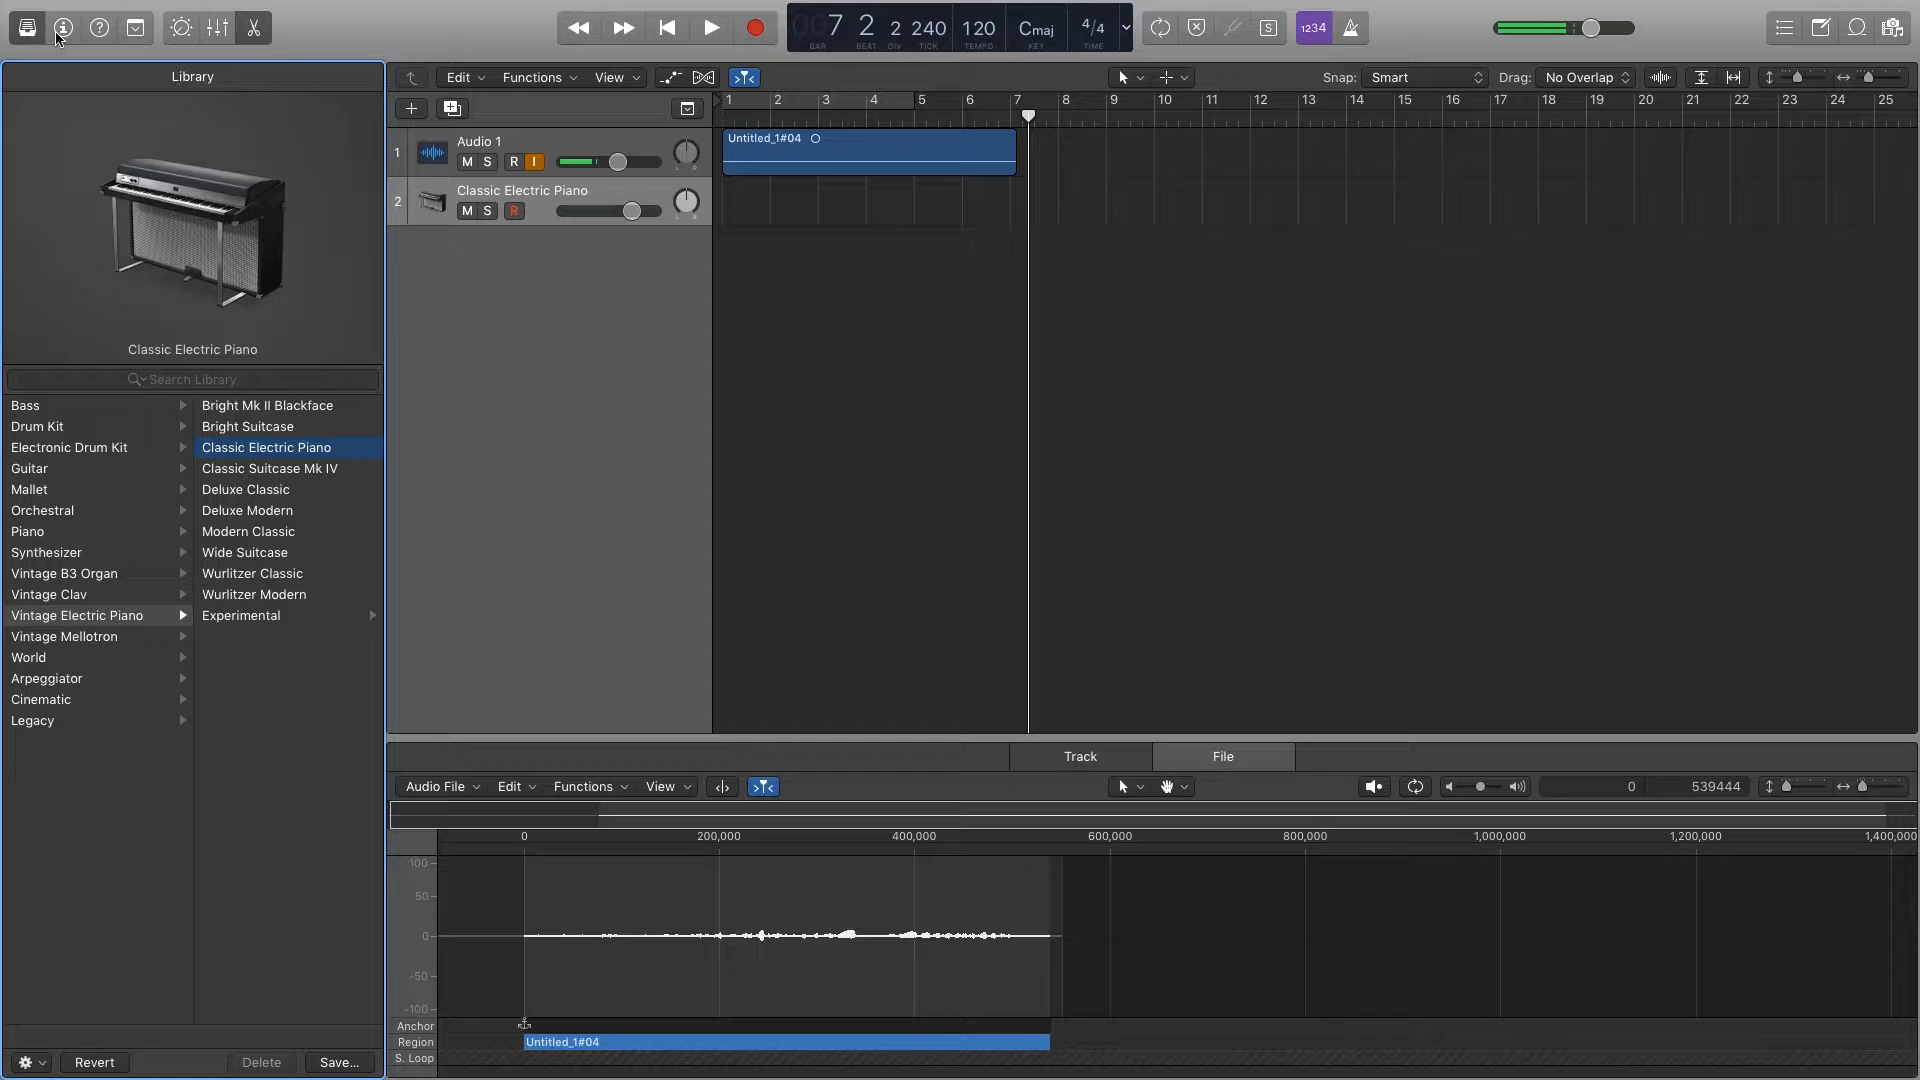 7 2 2 240 120 Cmaj 4/4
BAR BEAT DIV TICK TEMPO KEY TIME
1234
S
Library
Classic Electric Piano
Search Library
Bass
Drum Kit
Electronic Drum Kit
Guitar
Mallet
Orchestral
Piano
Synthesizer
Vintage B3 Organ
Vintage Clav
Vintage Electric Piano
Vintage Mellotron
World
Arpeggiator
Cinematic
Legacy
Bright Mk II Blackface
Bright Suitcase
Classic Electric Piano
Classic Suitcase Mk IV
Deluxe Classic
Deluxe Modern
Modern Classic
Wide Suitcase
Wurlitzer Classic
Wurlitzer Modern
Experimental
Revert Delete Save...
Edit Functions View Snap: Smart Drag: No Overlap
1 2 3 4 5 6 7 8 9 10 11 12 13 14 15 16 17 18 19 20 21 22 23 24 25
1 Audio 1
M S R I
Untitled_1#04
2 Classic Electric Piano
M S R
L R
Track File
Audio File Edit Functions View 0 539444
0 200,000 400,000 600,000 800,000 1,000,000 1,200,000 1,400,000
100
50
0
-50
-100
Anchor
Region Untitled_1#04
S. Loop